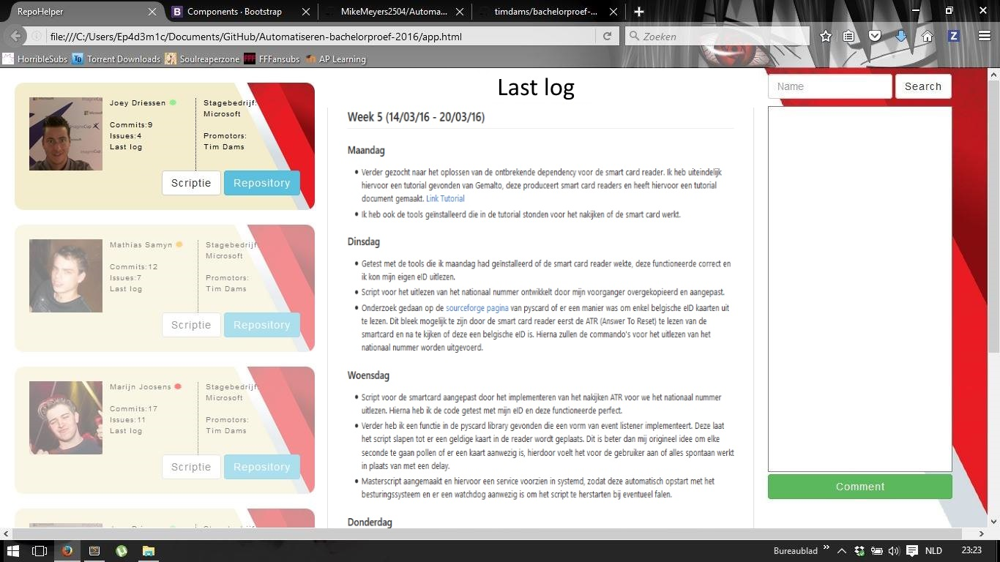 RepoHelper
Components · Bootstrap
MikeMeyers2504/Automa...
timdams/bachelorproef-...
file:///C:/Users/Ep4d3m1c/Documents/GitHub/Automatiseren-bachelorproef-2016/app.html
Zoeken
HorribleSubs
Torrent Downloads
Soulreaperzone
FFFansubs
AP Learning
Joey Driessen
Commits:9
Issues:4
Last log
Stagebedrijf:
Microsoft
Promotors:
Tim Dams
Scriptie
Repository
Mathias Samyn
Commits:12
Issues:7
Last log
Stagebedrijf:
Microsoft
Promotors:
Tim Dams
Scriptie
Repository
Marijn Joosens
Commits:17
Issues:11
Last log
Stagebedrijf:
Microsoft
Promotors:
Tim Dams
Scriptie
Repository
Last log
Week 5 (14/03/16 - 20/03/16)
Maandag
• Verder gezocht naar het oplossen van de ontbrekende dependency voor de smart card reader. Ik heb uiteindelijk
hiervoor een tutorial gevonden van Gemalto, deze produceert smart card readers en heeft hiervoor een tutorial
document gemaakt. Link Tutorial
• Ik heb ook de tools geïnstalleerd die in de tutorial stonden voor het nakijken of de smart card werkt.
Dinsdag
• Getest met de tools die ik maandag had geïnstalleerd of de smart card reader wekte, deze functioneerde correct en
ik kon mijn eigen eID uitlezen.
• Script voor het uitlezen van het nationaal nummer ontwikkelt door mijn voorganger overgekopieerd en aangepast.
• Onderzoek gedaan op de sourceforge pagina van pyscard of er een manier was om enkel belgische eID kaarten uit
te lezen. Dit bleek mogelijk te zijn door de smart card reader eerst de ATR (Answer To Reset) te lezen van de
smartcard en na te kijken of deze een belgische eID is. Hierna zullen de commando's voor het uitlezen van het
nationaal nummer worden uitgevoerd.
Woensdag
• Script voor de smartcard aangepast door het implementeren van het nakijken ATR voor we het nationaal nummer
uitlezen. Hierna heb ik de code getest met mijn eID en deze functioneerde perfect.
• Verder heb ik een functie in de pyscard library gevonden die een vorm van event listener implementeert. Deze laat
het script slapen tot er een geldige kaart in de reader wordt geplaats. Dit is beter dan mij origineel idee om elke
seconde te gaan pollen of er een kaart aanwezig is, hierdoor voelt het voor de gebruiker aan of alles spontaan werkt
in plaats van met een delay.
• Masterscript aangemaakt en hiervoor een service voorzien in systemd, zodat deze automatisch opstart met het
besturingssysteem en er een watchdog aanwezig is om het script te herstarten bij eventueel falen.
Donderdag
Name
Search
Comment
Bureaublad
NLD
23:23